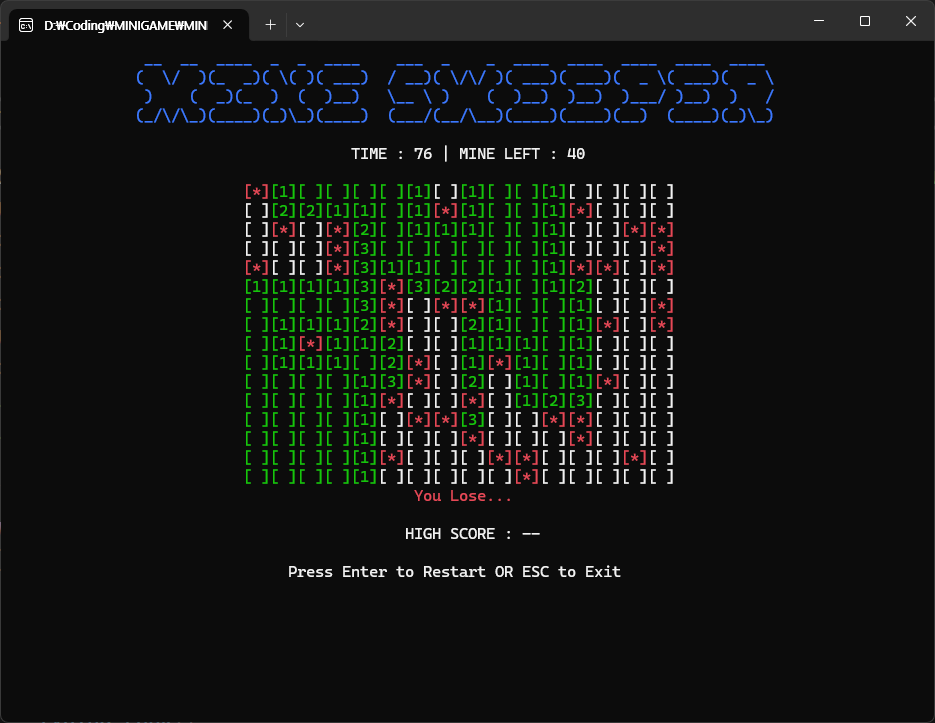 D:₩Coding₩MINIGAME₩MIN
MINE SWEEPER
TIME : 76 | MINE LEFT : 40
[*][1][ ][ ][ ][ ][1][ ][1][ ][ ][1][ ][ ][ ][ ]
[ ][2][2][1][1][ ][1][*][1][ ][ ][1][*][ ][ ][ ]
[ ][*][ ][*][2][ ][1][1][1][ ][ ][1][ ][ ][*][*]
[ ][ ][ ][*][3][ ][ ][ ][ ][ ][ ][1][ ][ ][ ][*]
[*][ ][ ][*][3][1][1][ ][ ][ ][ ][1][*][*][ ][*]
[1][1][1][1][3][*][3][2][2][1][ ][1][2][ ][ ][ ]
[ ][ ][ ][ ][3][*][ ][*][*][1][ ][ ][1][ ][ ][*]
[ ][1][1][1][2][*][ ][ ][2][1][ ][ ][1][*][ ][*]
[ ][1][*][1][1][2][ ][ ][1][1][1][ ][1][ ][ ][ ]
[ ][1][1][1][ ][2][*][ ][1][*][1][ ][1][ ][ ][ ]
[ ][ ][ ][ ][1][3][*][ ][2][ ][1][ ][1][*][ ][ ]
[ ][ ][ ][ ][1][*][ ][ ][*][ ][1][2][3][ ][ ][ ]
[ ][ ][ ][ ][1][ ][*][*][3][ ][ ][*][*][ ][ ][ ]
[ ][ ][ ][ ][1][ ][ ][ ][*][ ][ ][ ][*][ ][ ][ ]
[ ][ ][ ][ ][1][*][ ][ ][ ][*][*][ ][ ][ ][*][ ]
[ ][ ][ ][ ][1][ ][ ][ ][ ][ ][*][ ][ ][ ][ ][ ]
You Lose...
HIGH SCORE : --
Press Enter to Restart OR ESC to Exit